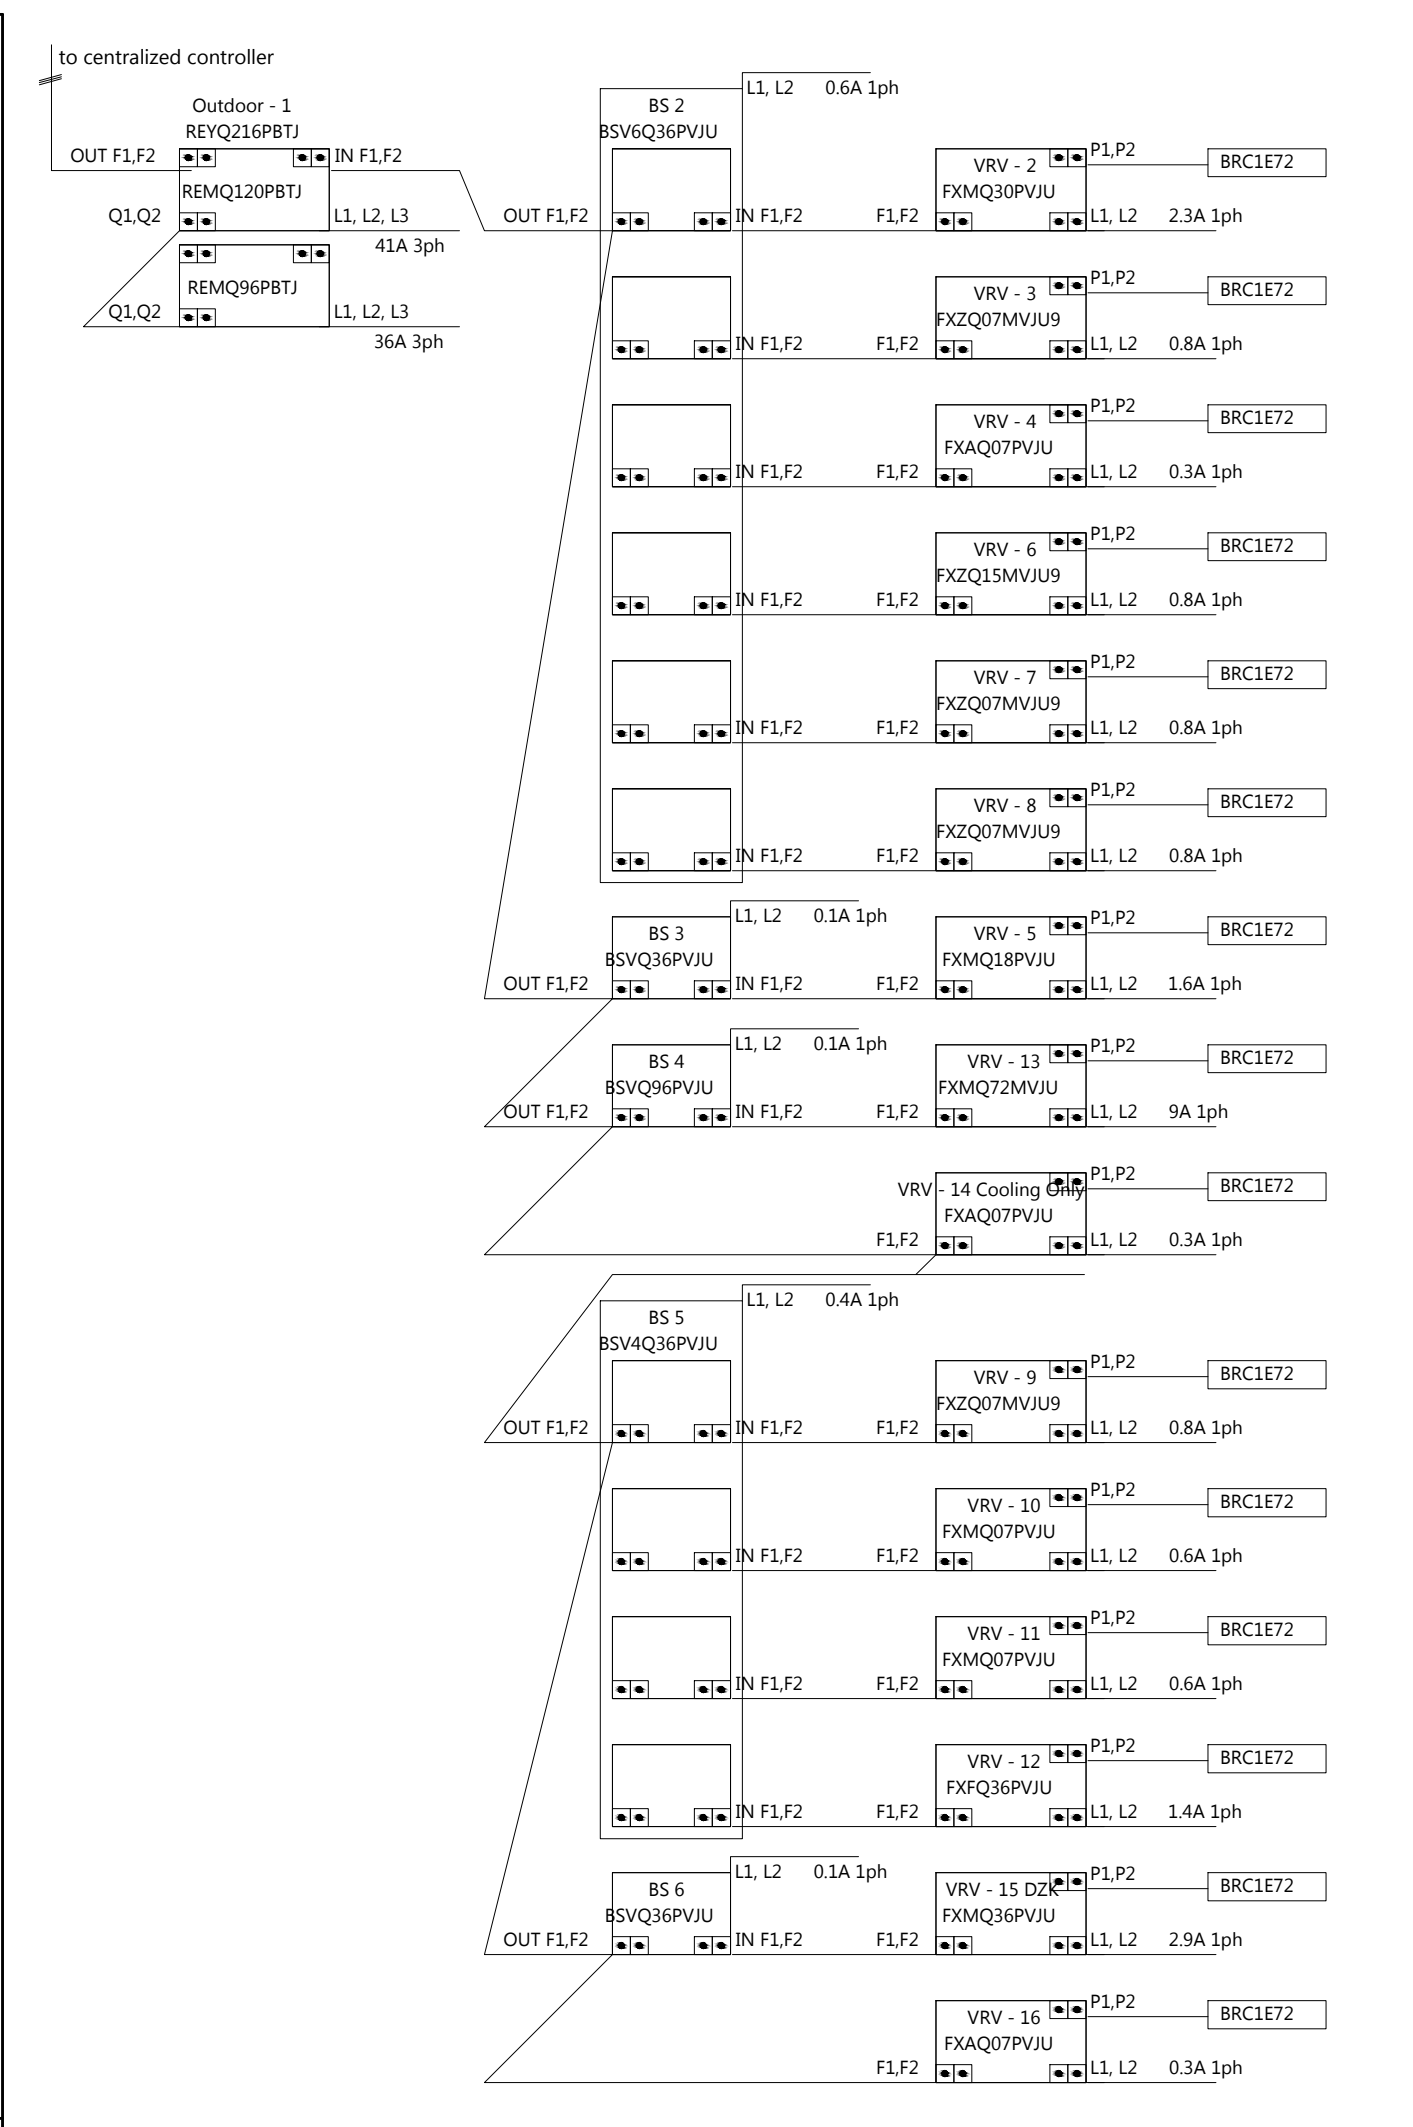 to centralized controller
Outdoor - 1
REYQ216PBTJ
OUT F1,F2
IN F1,F2
REMQ120PBTJ
Q1,Q2
L1, L2, L3
41A 3ph
REMQ96PBTJ
Q1,Q2
L1, L2, L3
36A 3ph
L1, L2 0.6A 1ph
BS 2
BSV6Q36PVJU
OUT F1,F2
IN F1,F2
F1,F2
VRV - 2
FXMQ30PVJU
P1,P2
BRC1E72
L1, L2 2.3A 1ph
IN F1,F2
F1,F2
VRV - 3
FXZQ07MVJU9
P1,P2
BRC1E72
L1, L2 0.8A 1ph
IN F1,F2
F1,F2
VRV - 4
FXAQ07PVJU
P1,P2
BRC1E72
L1, L2 0.3A 1ph
IN F1,F2
F1,F2
VRV - 6
FXZQ15MVJU9
P1,P2
BRC1E72
L1, L2 0.8A 1ph
IN F1,F2
F1,F2
VRV - 7
FXZQ07MVJU9
P1,P2
BRC1E72
L1, L2 0.8A 1ph
IN F1,F2
F1,F2
VRV - 8
FXZQ07MVJU9
P1,P2
BRC1E72
L1, L2 0.8A 1ph
L1, L2 0.1A 1ph
BS 3
BSVQ36PVJU
OUT F1,F2
IN F1,F2
F1,F2
VRV - 5
FXMQ18PVJU
P1,P2
BRC1E72
L1, L2 1.6A 1ph
L1, L2 0.1A 1ph
BS 4
BSVQ96PVJU
OUT F1,F2
IN F1,F2
F1,F2
VRV - 13
FXMQ72MVJU
P1,P2
BRC1E72
L1, L2 9A 1ph
VRV - 14 Cooling Only
FXAQ07PVJU
F1,F2
P1,P2
BRC1E72
L1, L2 0.3A 1ph
L1, L2 0.4A 1ph
BS 5
BSV4Q36PVJU
OUT F1,F2
IN F1,F2
F1,F2
VRV - 9
FXZQ07MVJU9
P1,P2
BRC1E72
L1, L2 0.8A 1ph
IN F1,F2
F1,F2
VRV - 10
FXMQ07PVJU
P1,P2
BRC1E72
L1, L2 0.6A 1ph
IN F1,F2
F1,F2
VRV - 11
FXMQ07PVJU
P1,P2
BRC1E72
L1, L2 0.6A 1ph
IN F1,F2
F1,F2
VRV - 12
FXFQ36PVJU
P1,P2
BRC1E72
L1, L2 1.4A 1ph
L1, L2 0.1A 1ph
BS 6
BSVQ36PVJU
OUT F1,F2
IN F1,F2
F1,F2
VRV - 15 DZK
FXMQ36PVJU
P1,P2
BRC1E72
L1, L2 2.9A 1ph
F1,F2
VRV - 16
FXAQ07PVJU
P1,P2
BRC1E72
L1, L2 0.3A 1ph